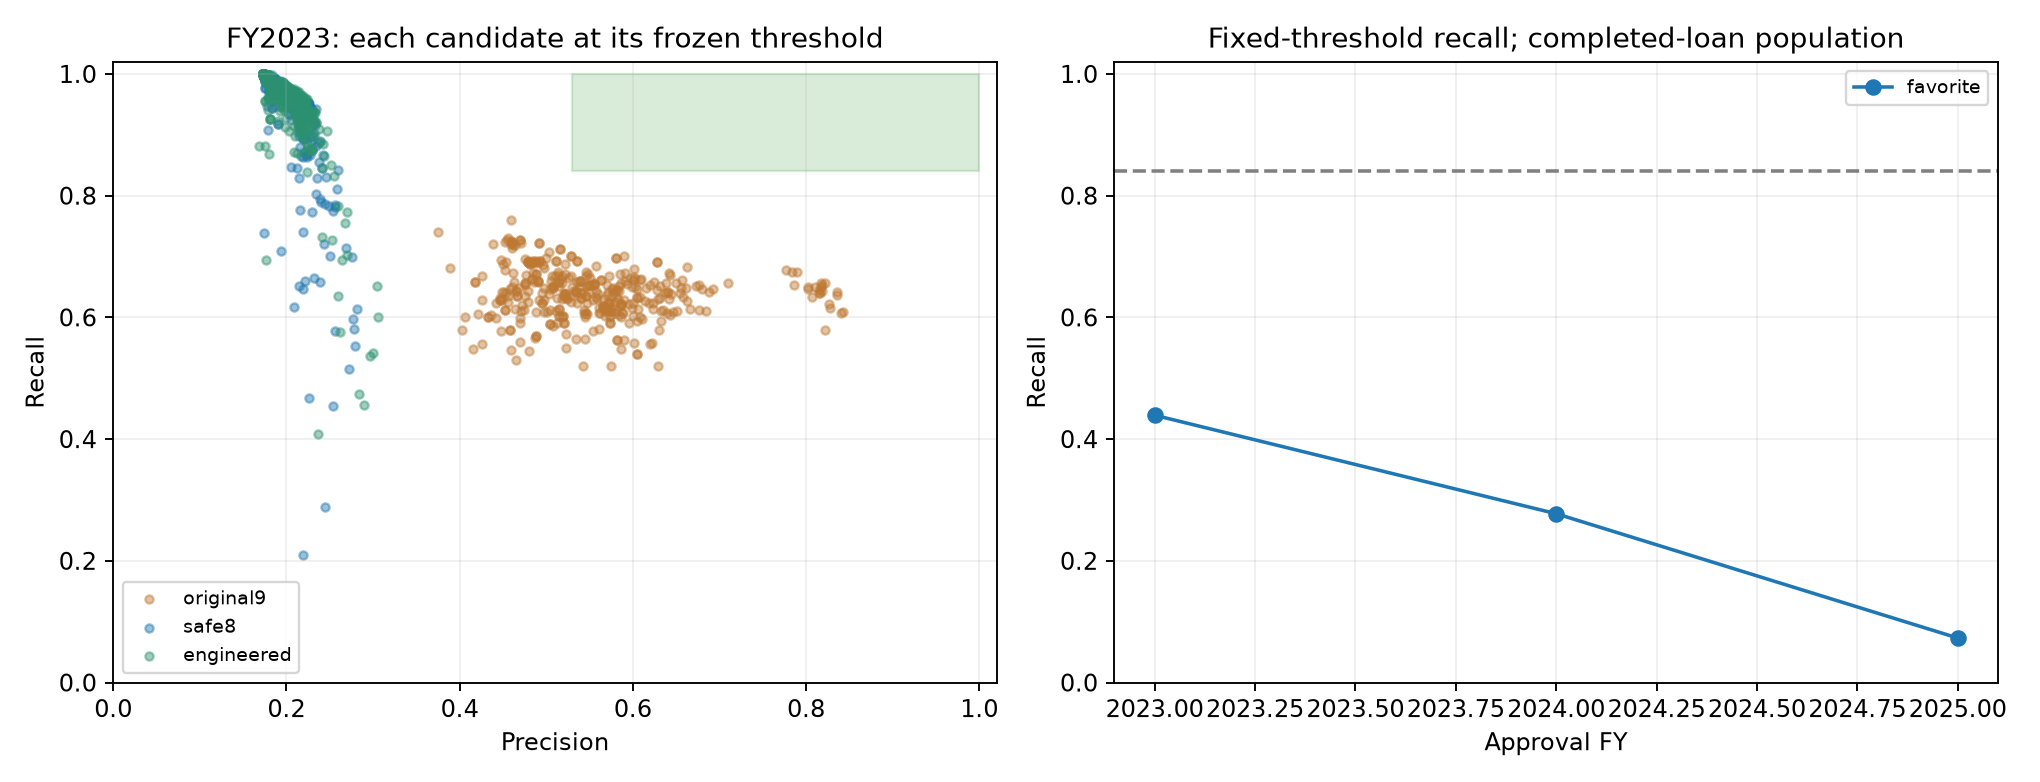 FY2023: each candidate at its frozen threshold
1.0
0.8
0.6
0.4
0.2
0.0
Recall
original9
safe8
engineered
0.0 0.2 0.4 0.6 0.8 1.0
Precision
Fixed-threshold recall; completed-loan population
1.0
0.8
0.6
0.4
0.2
0.0
Recall
favorite
2023.00 2023.25 2023.50 2023.75 2024.00 2024.25 2024.50 2024.75 2025.00
Approval FY